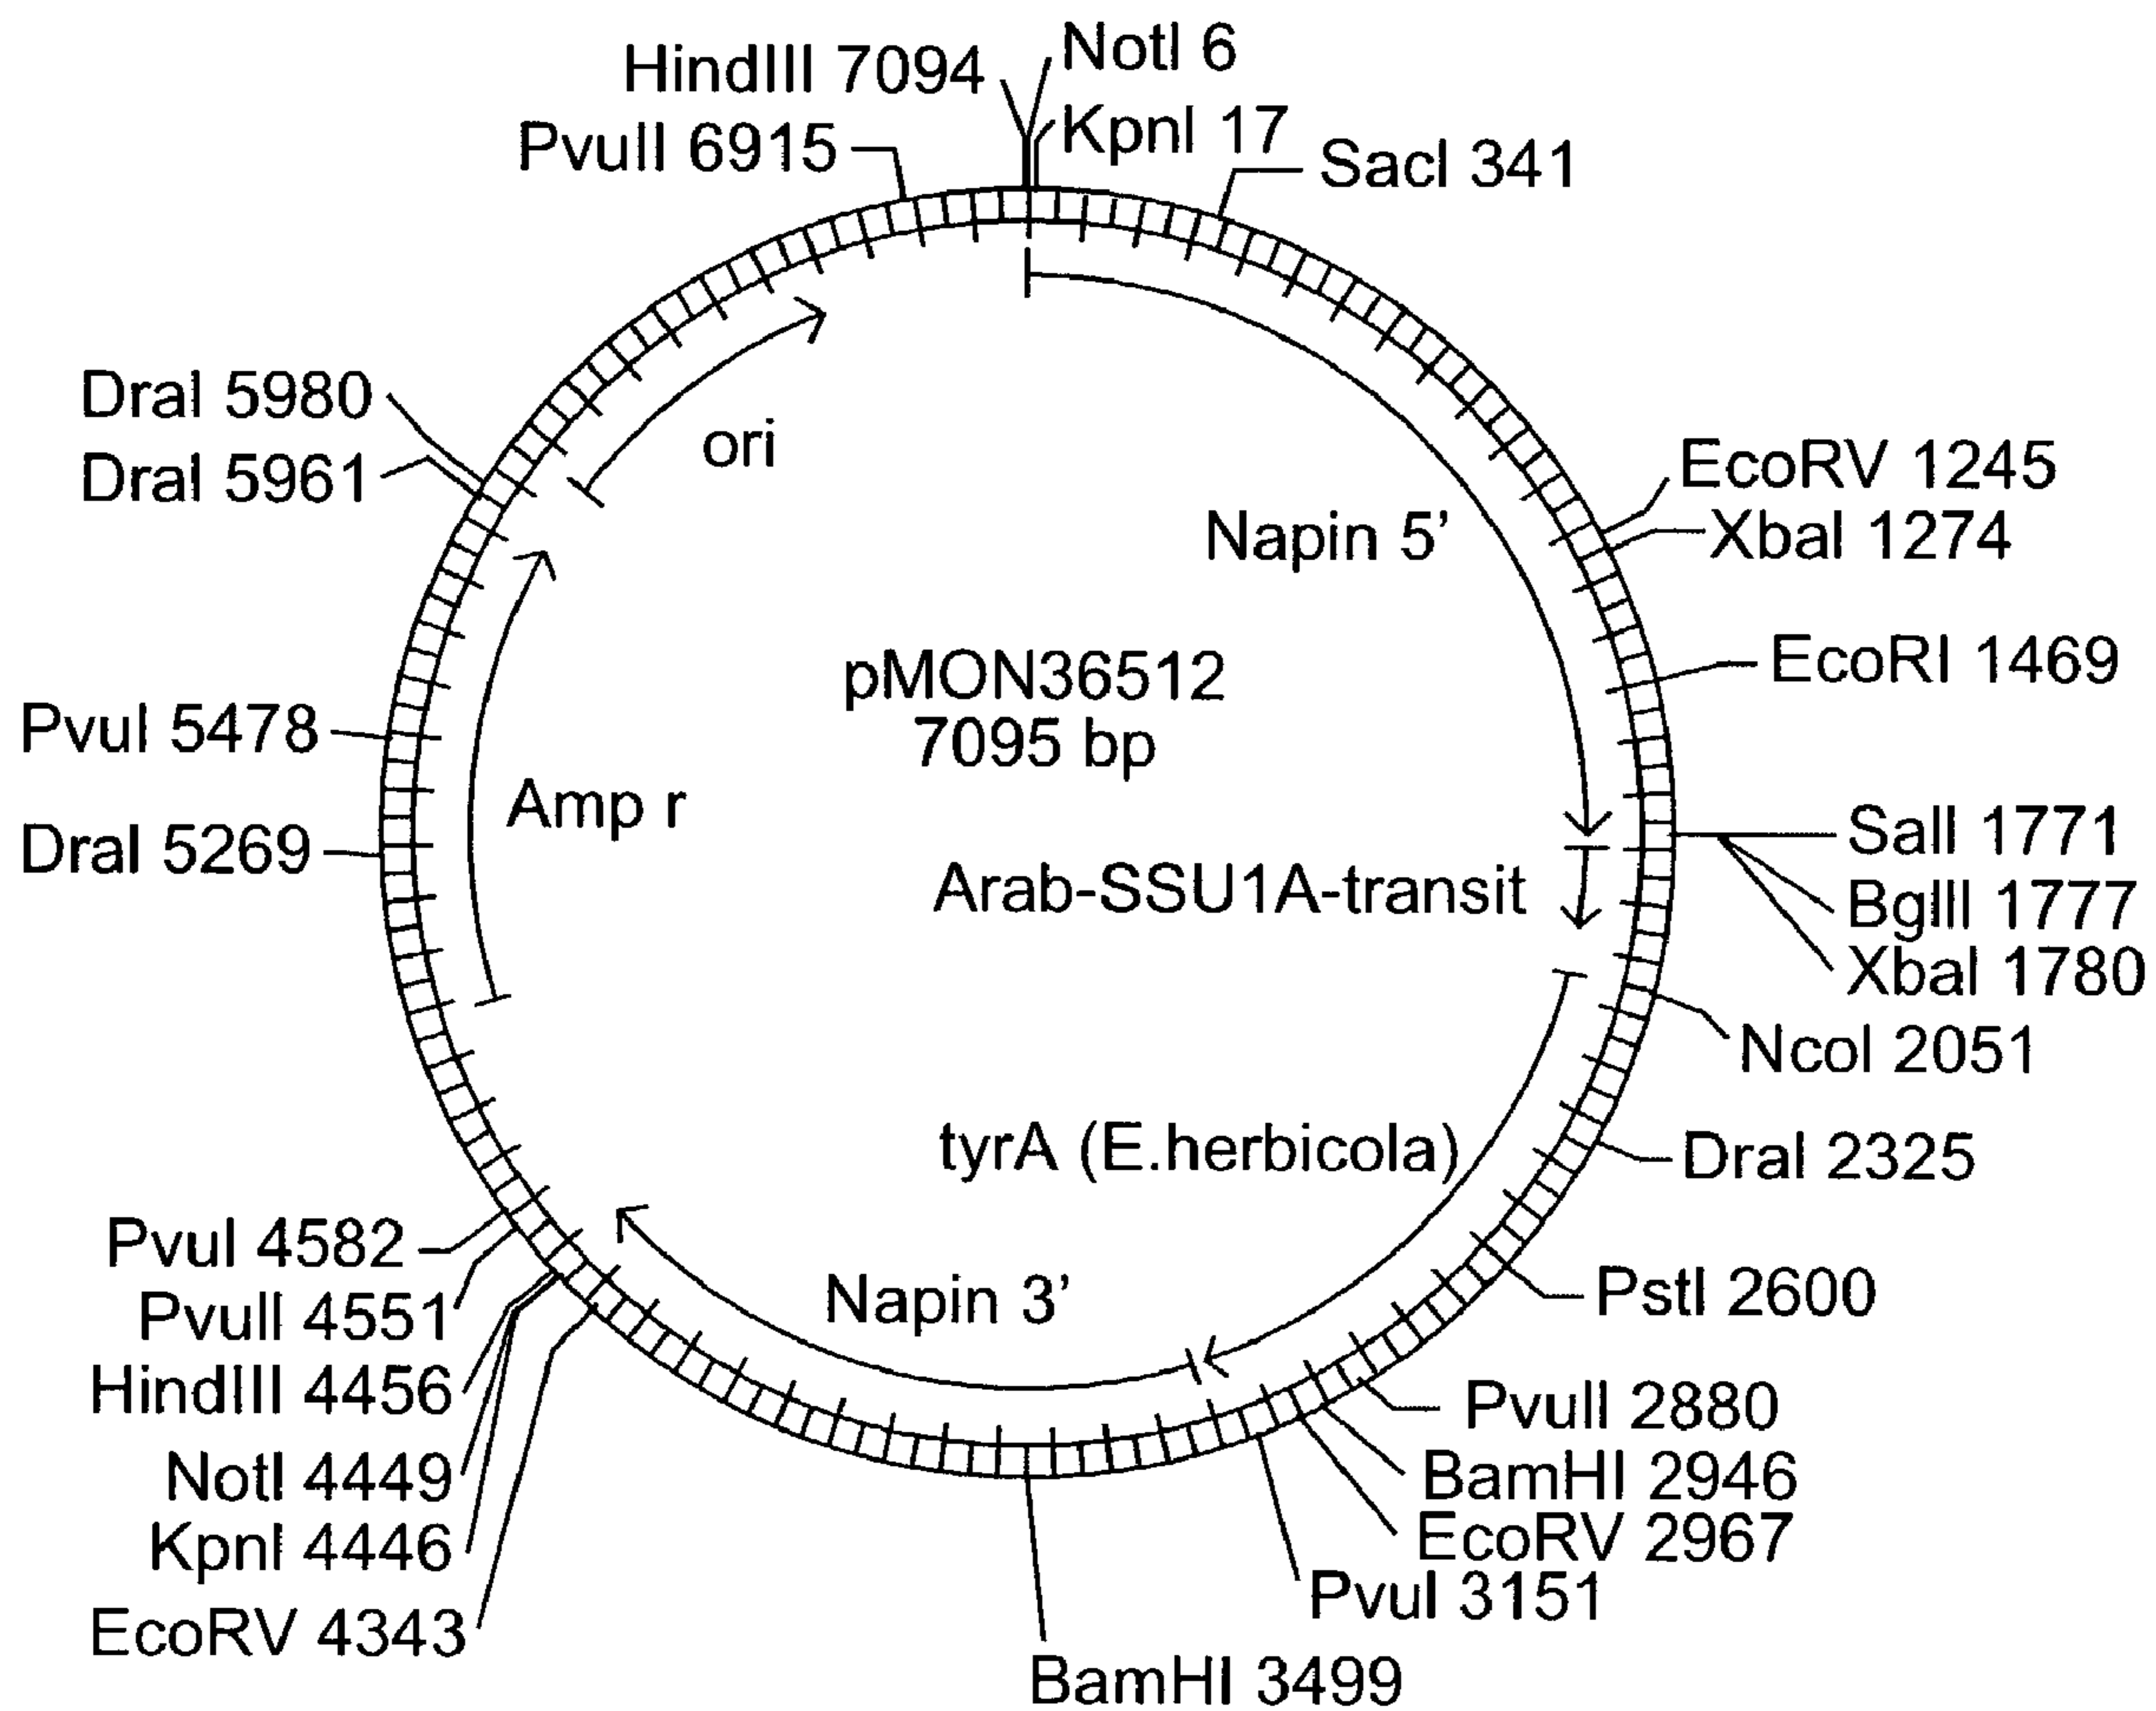 HindIII 7094
NotI 6
PvuII 6915
KpnI 17
SacI 341
DraI 5980
DraI 5961
ori
EcoRV 1245
XbaI 1274
Napin 5’
EcoRI 1469
pMON36512
7095 bp
PvuI 5478
Amp r
DraI 5269
SalI 1771
BglII 1777
XbaI 1780
Arab-SSU1A-transit
NcoI 2051
tyrA (E.herbicola)
DraI 2325
PvuI 4582
PvuII 4551
HindIII 4456
NotI 4449
KpnI 4446
EcoRV 4343
Napin 3’
PstI 2600
PvuII 2880
BamHI 2946
EcoRV 2967
PvuI 3151
BamHI 3499